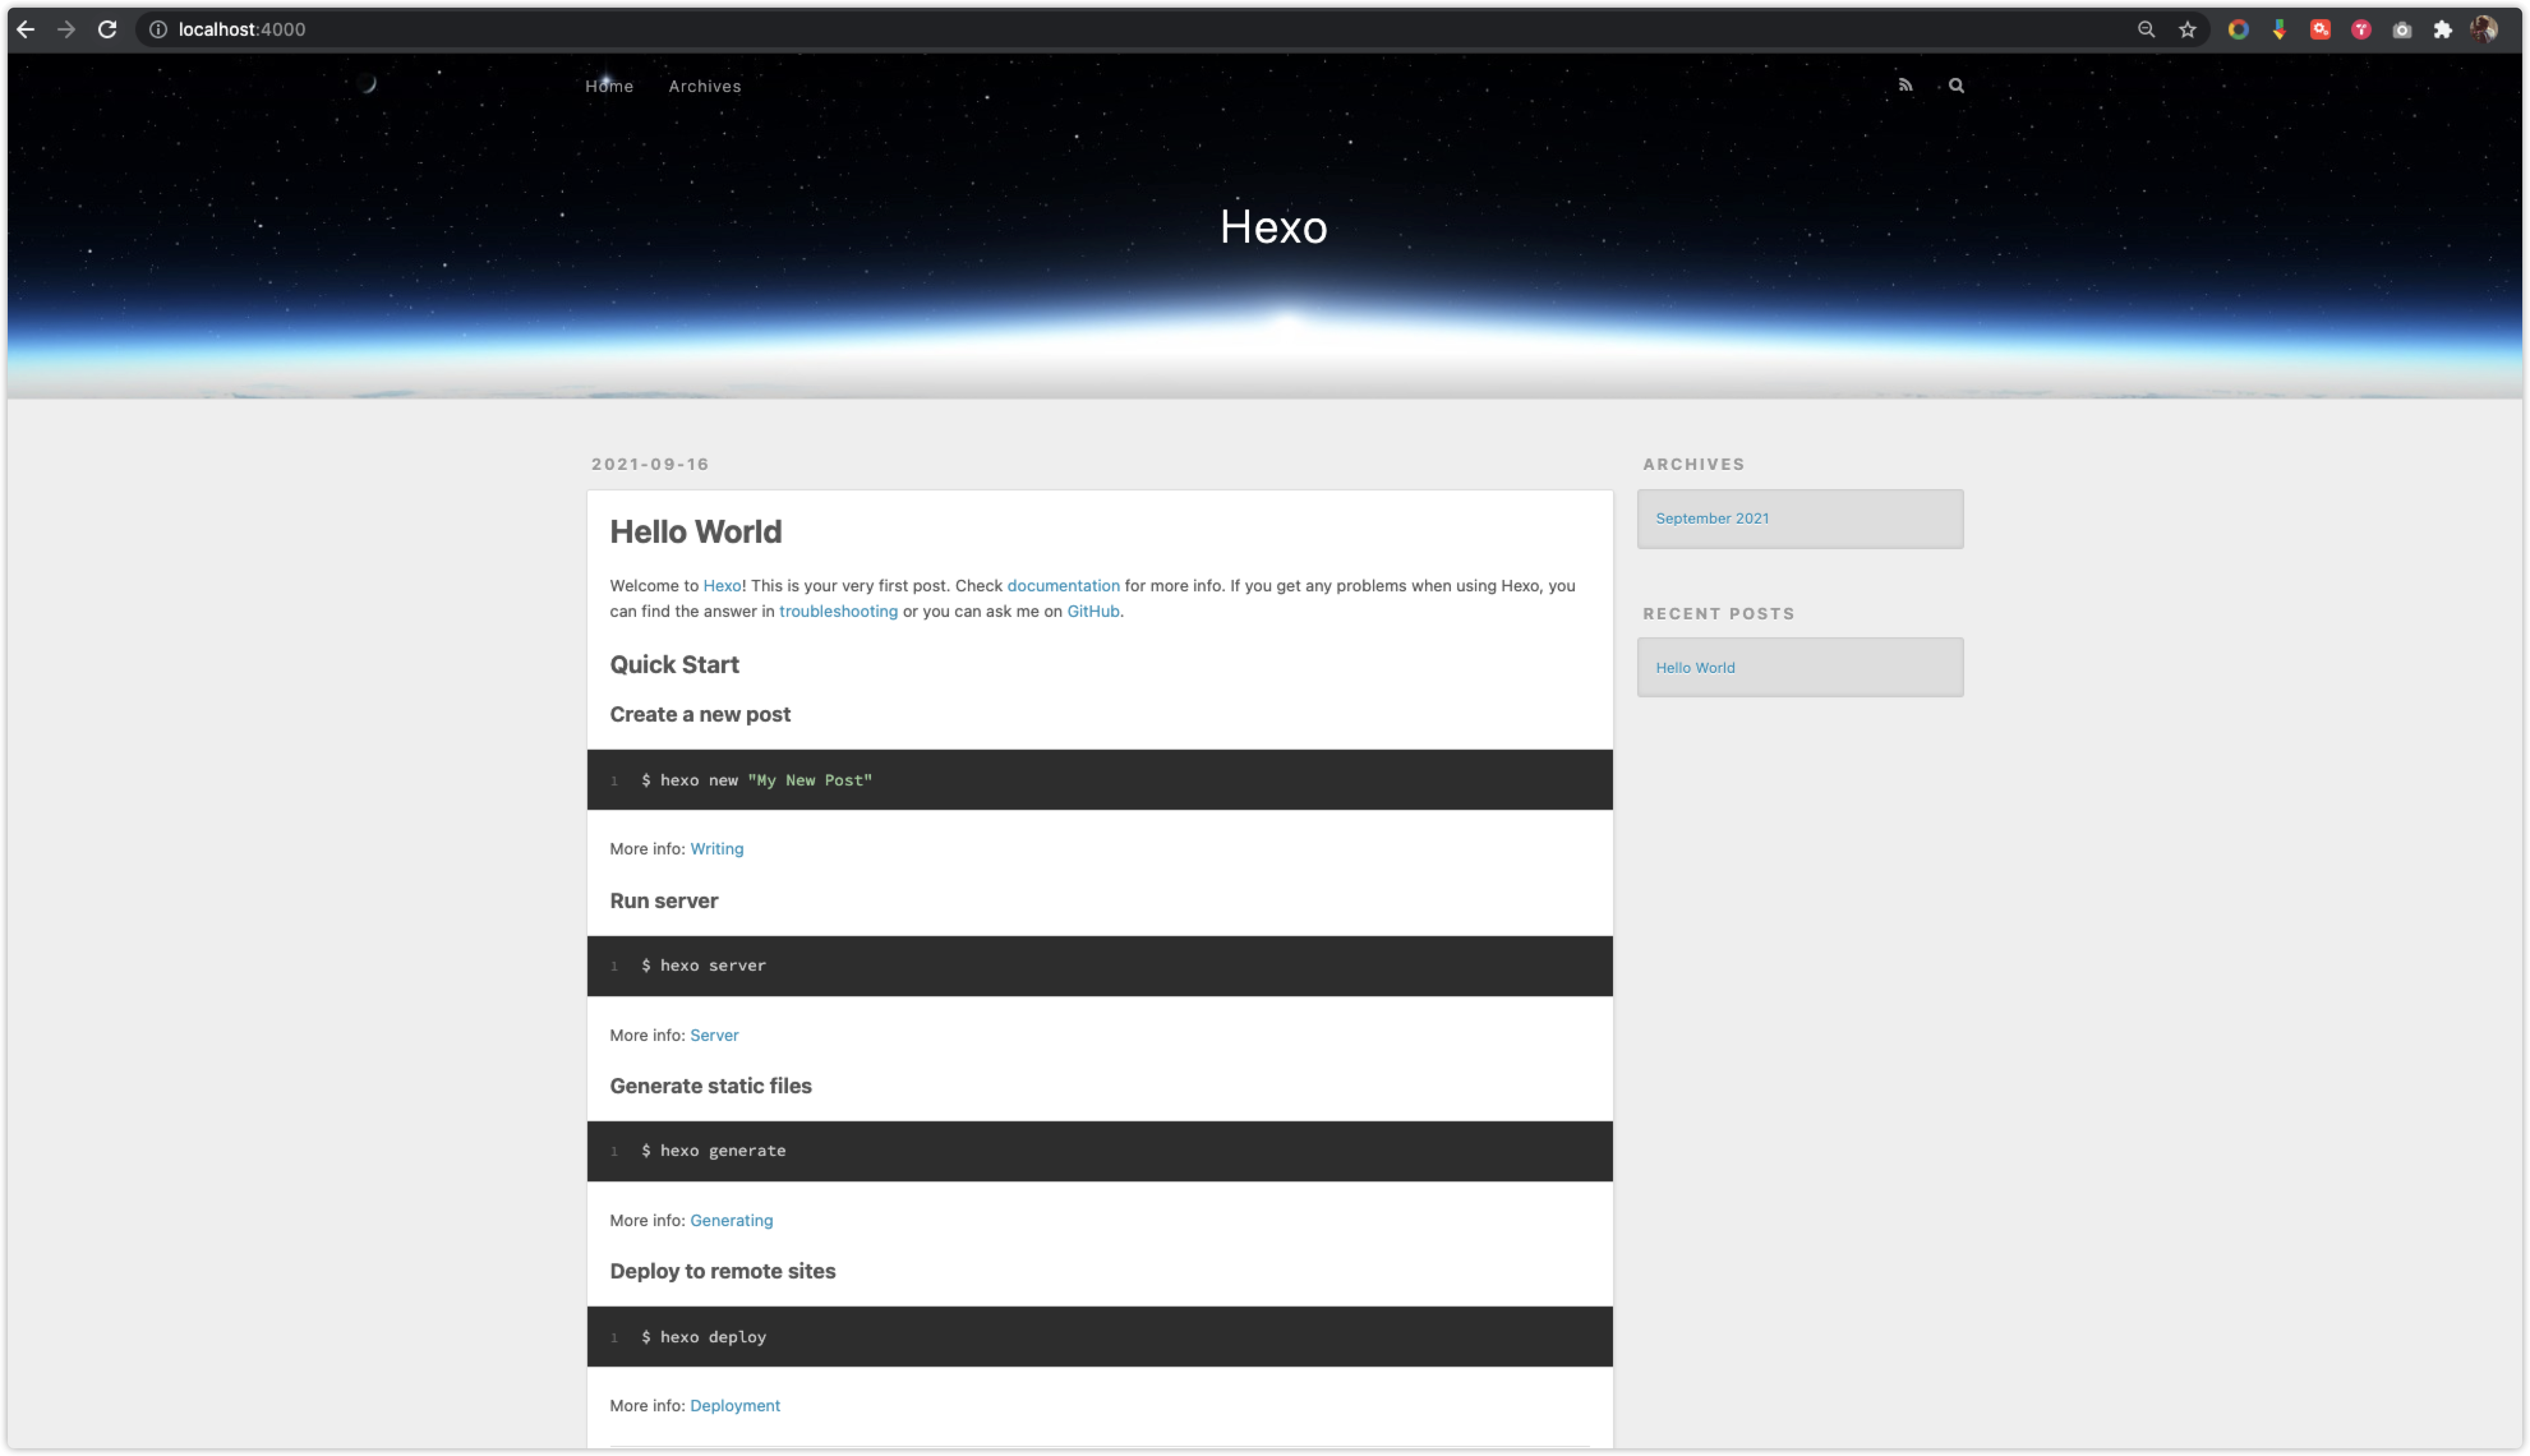 localhost:4000
Home Archives
Hexo
2021-09-16
Hello World
Welcome to Hexo! This is your very first post. Check documentation for more info. If you get any problems when using Hexo, you
can find the answer in troubleshooting or you can ask me on GitHub.
Quick Start
Create a new post
1 $ hexo new "My New Post"
More info: Writing
Run server
1 $ hexo server
More info: Server
Generate static files
1 $ hexo generate
More info: Generating
Deploy to remote sites
1 $ hexo deploy
More info: Deployment
ARCHIVES
September 2021
RECENT POSTS
Hello World